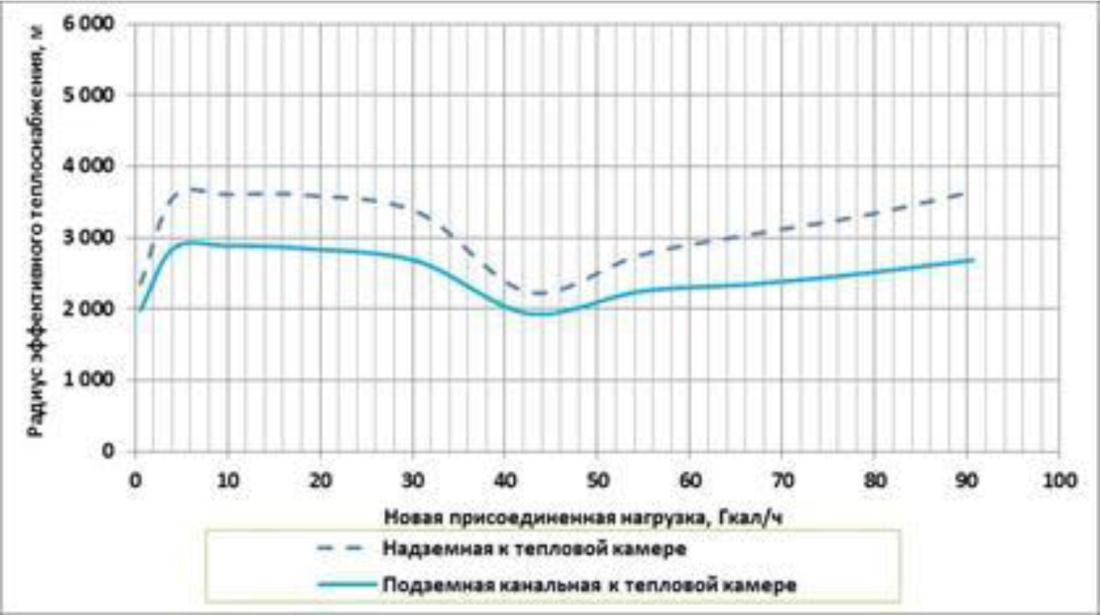 Радиус эффективного теплоснабжения, м
6 000
5 000
4 000
3 000
2 000
1 000
0
0 10 20 30 40 50 60 70 80 90 100
Новая присоединенная нагрузка, Гкал/ч
Надземная к тепловой камере
Подземная канальная к тепловой камере